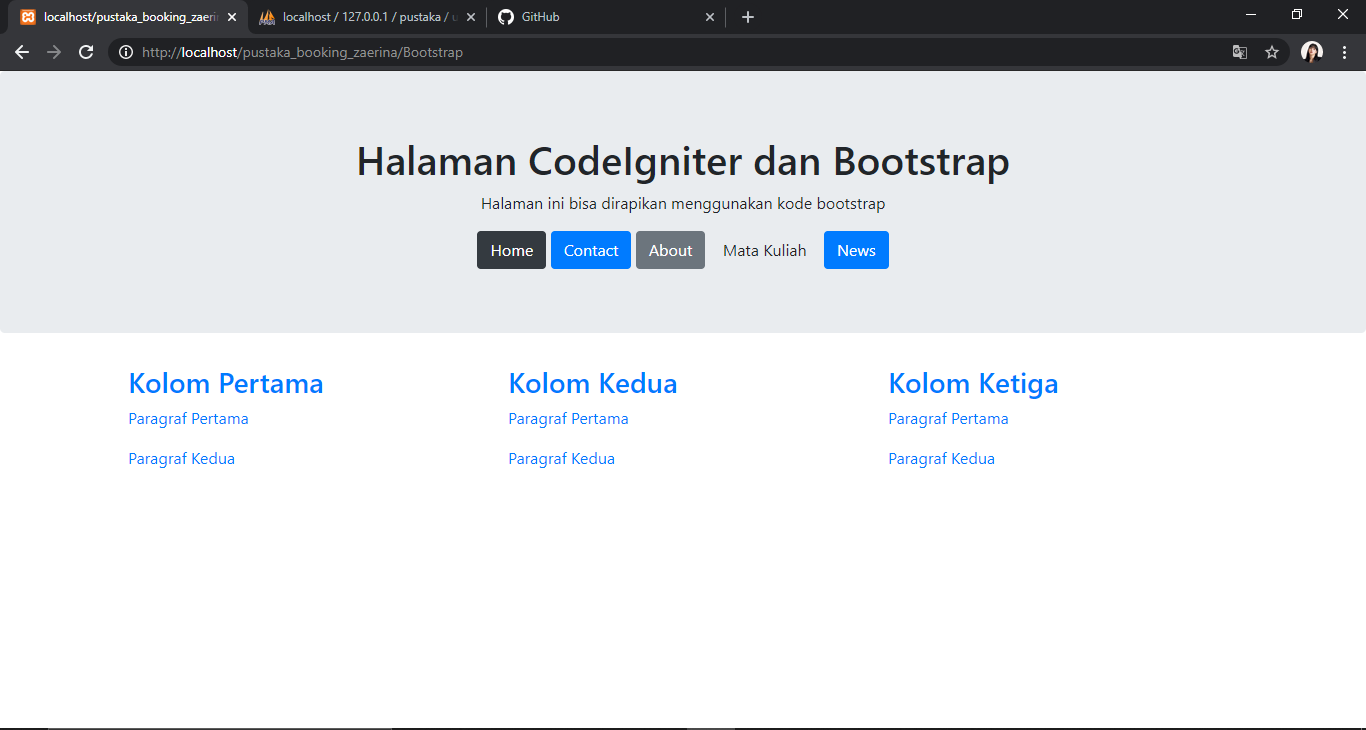 localhost/pustaka_booking_zaerin
localhost / 127.0.0.1 / pustaka / u
GitHub
http://localhost/pustaka_booking_zaerina/Bootstrap
Halaman CodeIgniter dan Bootstrap
Halaman ini bisa dirapikan menggunakan kode bootstrap
Home Contact About Mata Kuliah News
Kolom Pertama Kolom Kedua Kolom Ketiga
Paragraf Pertama Paragraf Pertama Paragraf Pertama
Paragraf Kedua Paragraf Kedua Paragraf Kedua